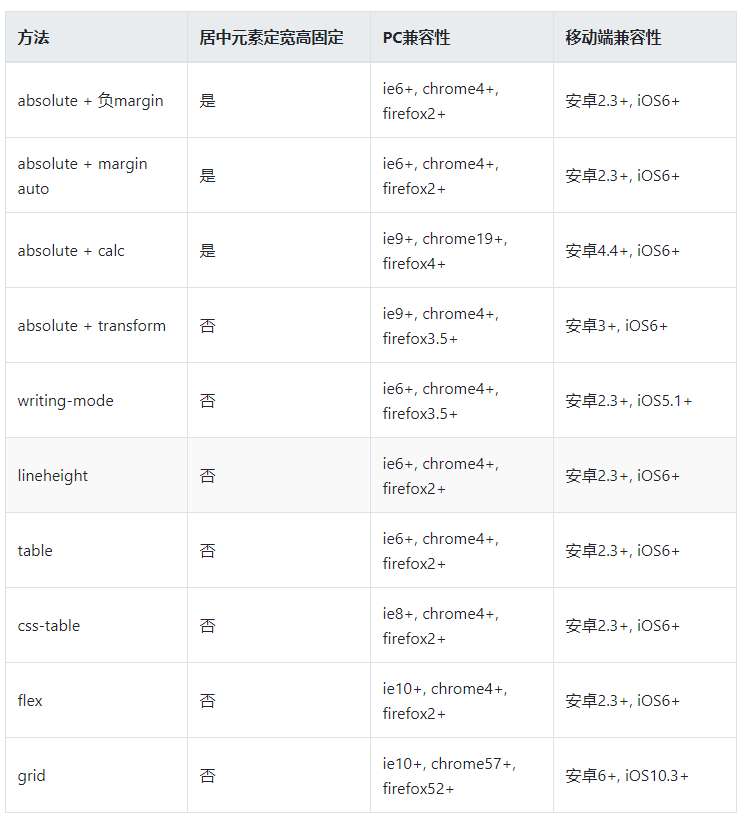 方法 居中元素定宽高固定 PC兼容性 移动端兼容性
absolute + 负margin 是 ie6+, chrome4+, firefox2+ 安卓2.3+, iOS6+
absolute + margin auto 是 ie6+, chrome4+, firefox2+ 安卓2.3+, iOS6+
absolute + calc 是 ie9+, chrome19+, firefox4+ 安卓4.4+, iOS6+
absolute + transform 否 ie9+, chrome4+, firefox3.5+ 安卓3+, iOS6+
writing-mode 否 ie6+, chrome4+, firefox3.5+ 安卓2.3+, iOS5.1+
lineheight 否 ie6+, chrome4+, firefox2+ 安卓2.3+, iOS6+
table 否 ie6+, chrome4+, firefox2+ 安卓2.3+, iOS6+
css-table 否 ie8+, chrome4+, firefox2+ 安卓2.3+, iOS6+
flex 否 ie10+, chrome4+, firefox2+ 安卓2.3+, iOS6+
grid 否 ie10+, chrome57+, firefox52+ 安卓6+, iOS10.3+